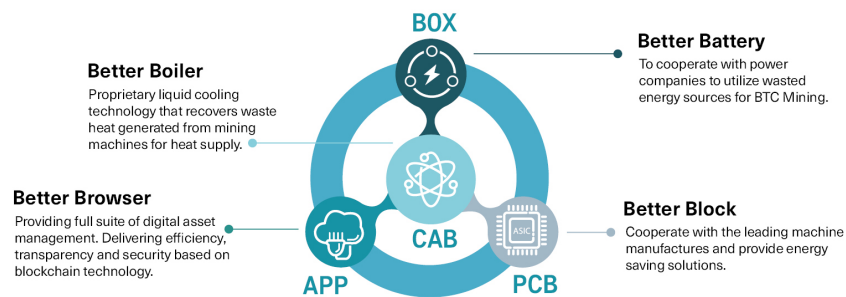 BOX
Better Battery
To cooperate with power
companies to utilize wasted
energy sources for BTC Mining.
Better Boiler
Proprietary liquid cooling
technology that recovers waste
heat generated from mining
machines for heat supply.
Better Browser
Providing full suite of digital asset
management. Delivering efficiency,
transparency and security based on
blockchain technology.
CAB
APP
ASIC
PCB
Better Block
Cooperate with the leading machine
manufactures and provide energy
saving solutions.